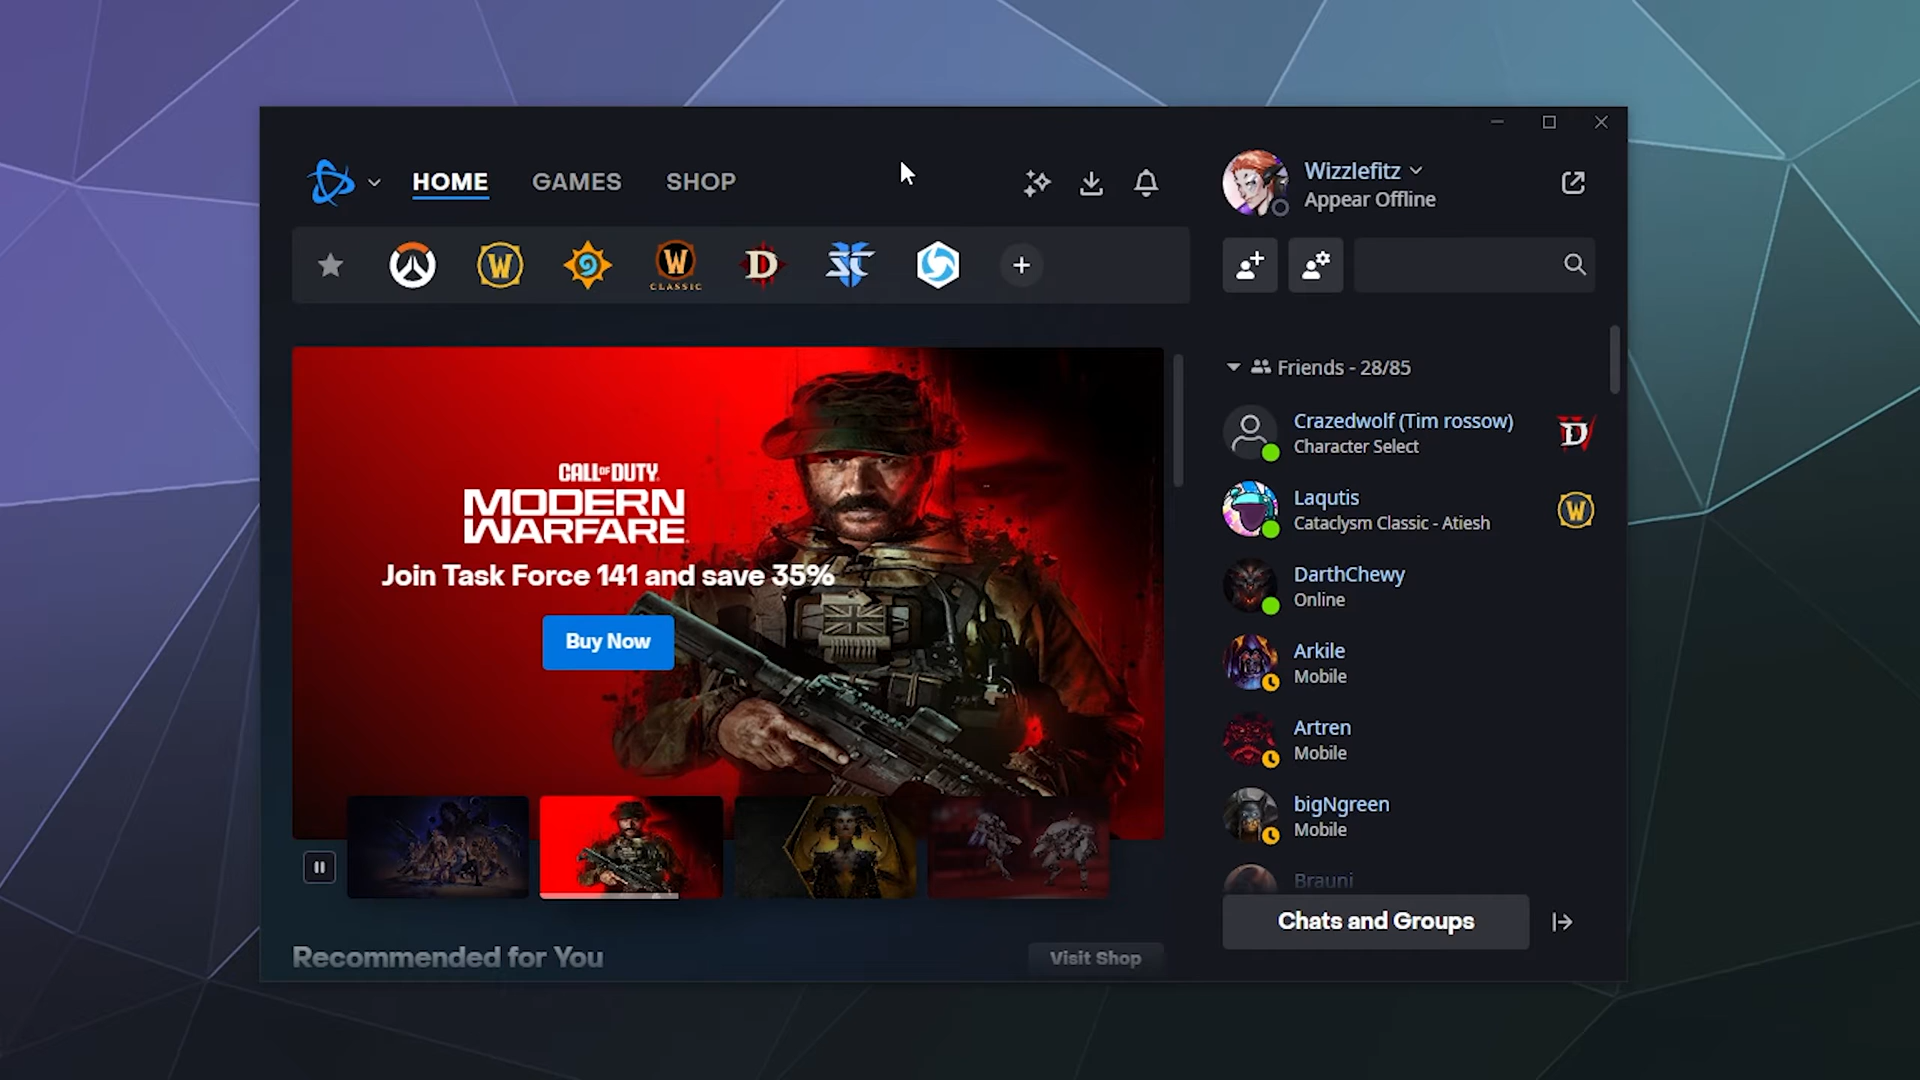 HOME
GAMES
SHOP
Wizzlefitz
Appear Offline
W
W
CLASSIC
D
SC
Friends - 28/85
CALL OF DUTY
MODERN
WARFARE
Join Task Force 141 and save 35%
Buy Now
Crazedwolf (Tim rossow)
Character Select
D
Laqutis
Cataclysm Classic - Atiesh
W
DarthChewy
Online
Arkile
Mobile
Artren
Mobile
bigNgreen
Mobile
Brauni
Recommended for You
Visit Shop
Chats and Groups